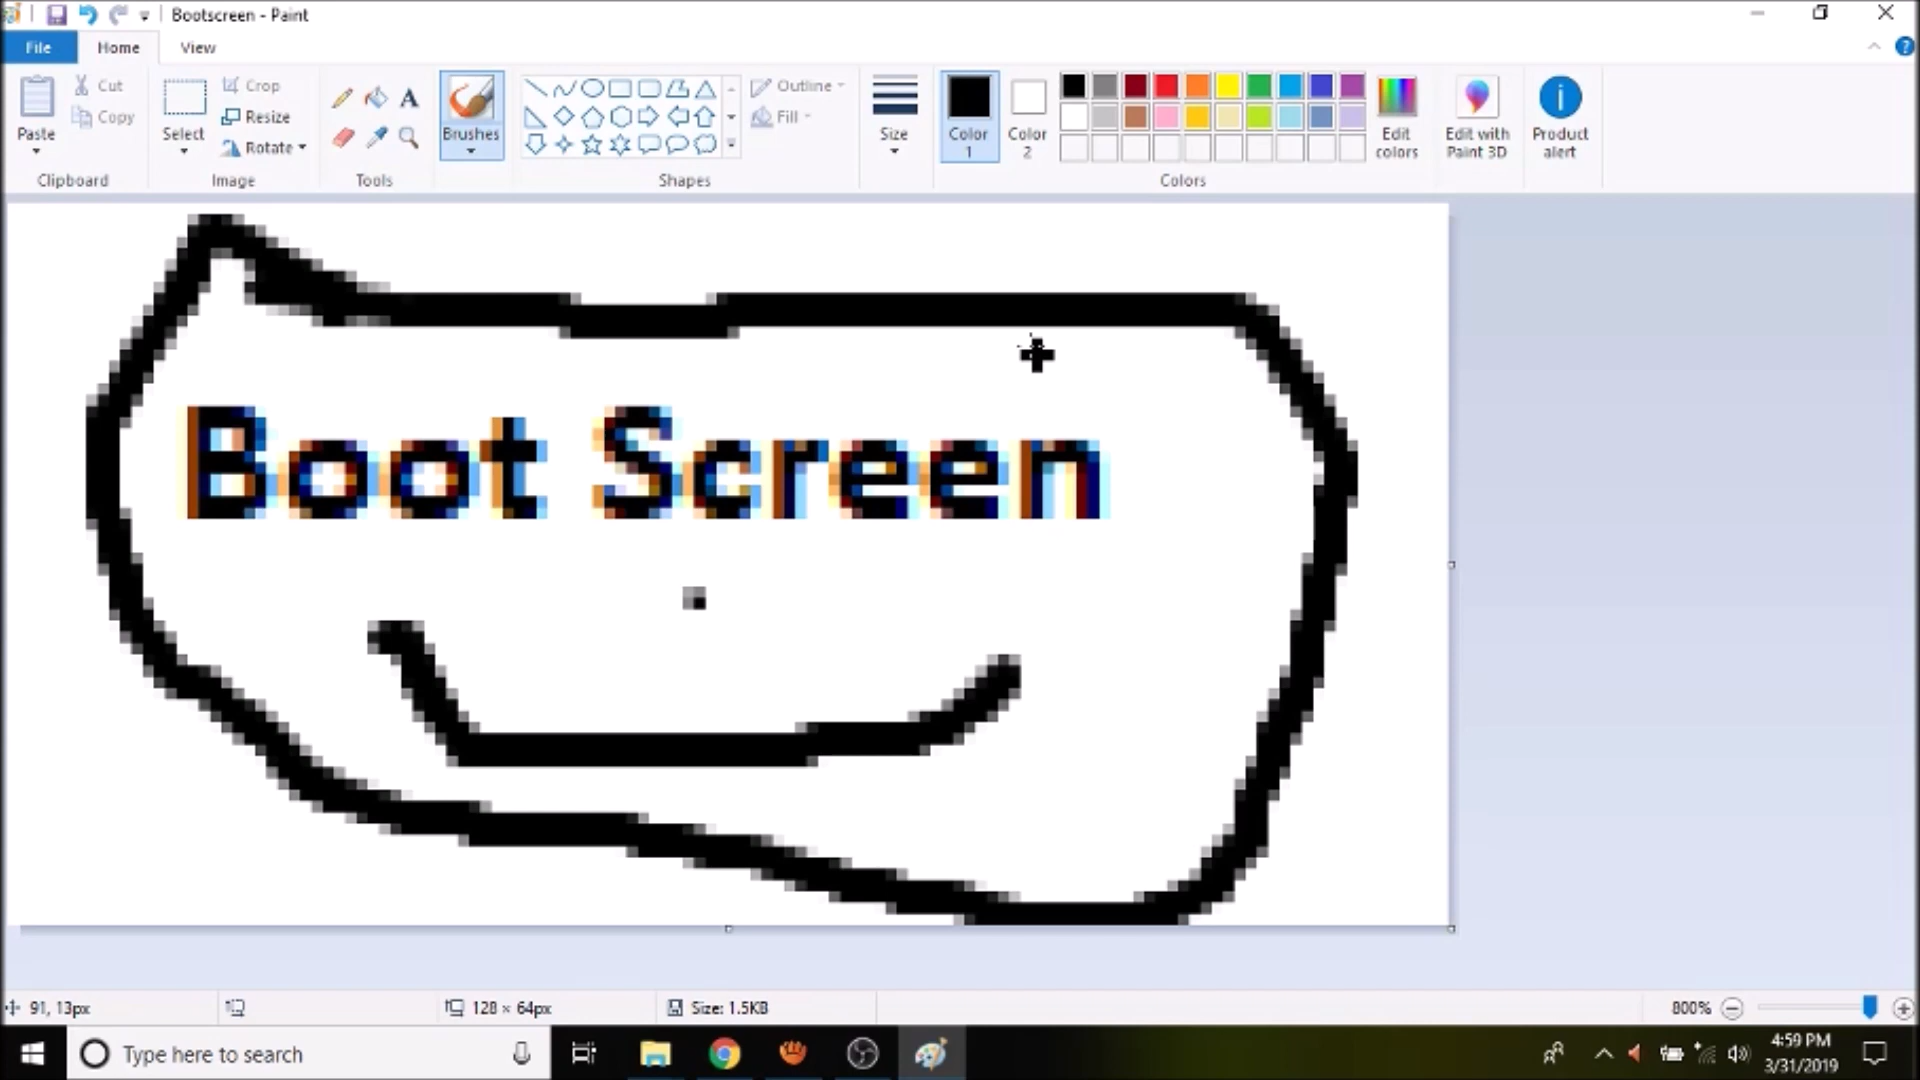 Bootscreen - Paint
File Home View
Paste
Cut
Copy
Clipboard
Select
Crop
Resize
Rotate
Image
A
Tools
Brushes
Shapes
Outline
Fill
Size
Color 1
Color 2
Edit colors
Colors
Edit with Paint 3D
Product alert
Boot Screen
91, 13px
128 × 64px
Size: 1.5KB
800%
Type here to search
4:59 PM
3/31/2019